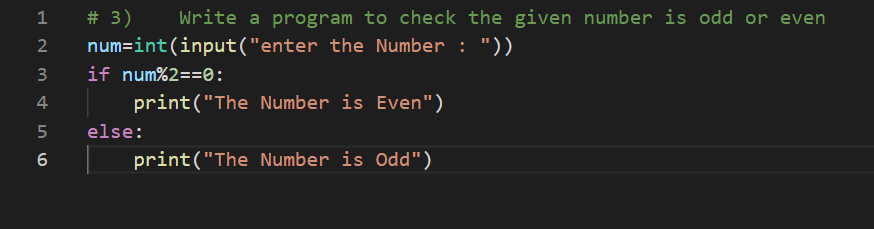 1 # 3)    Write a program to check the given number is odd or even
2 num=int(input("enter the Number : "))
3 if num%2==0:
4     print("The Number is Even")
5 else:
6     print("The Number is Odd")